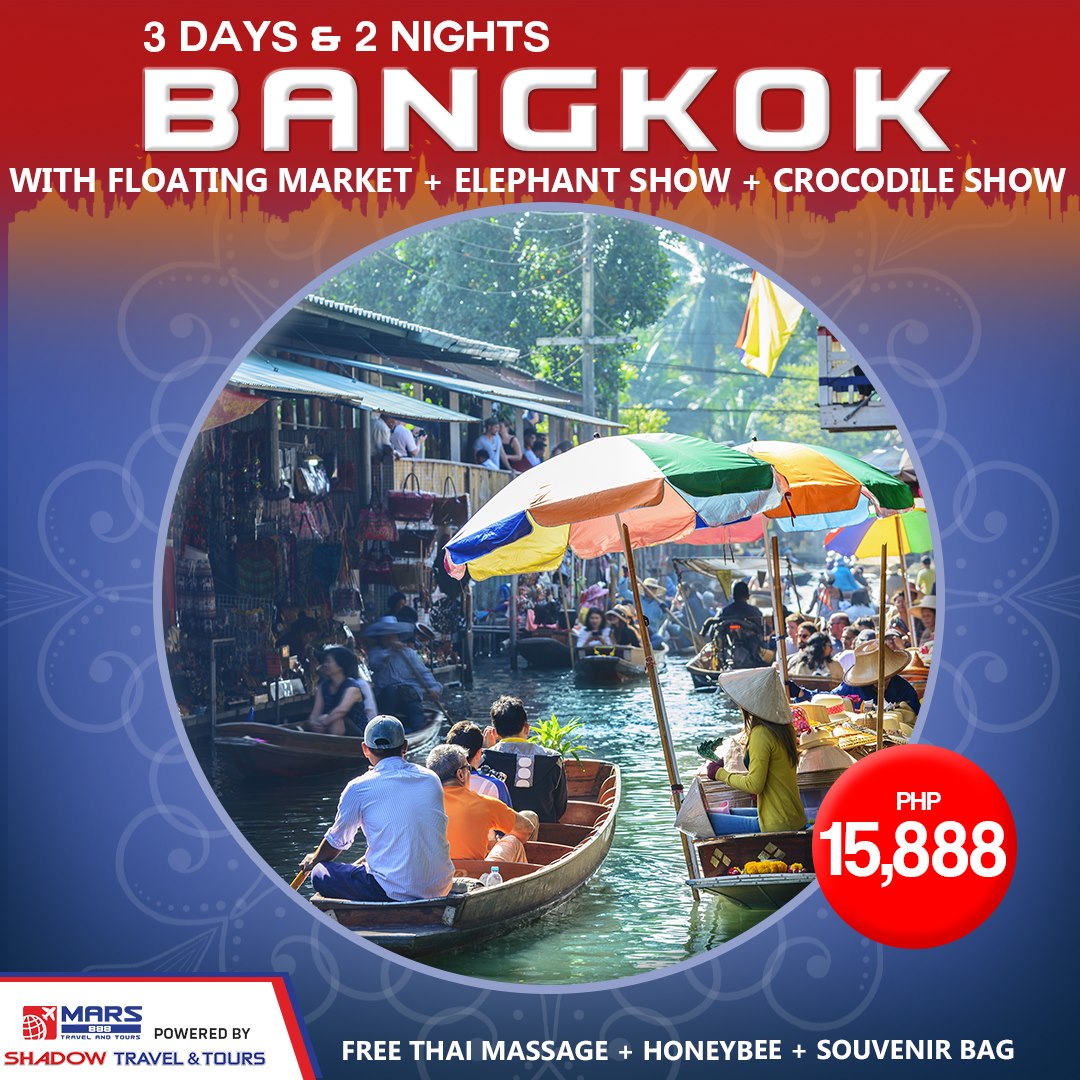 3 DAYS & 2 NIGHTS
BANGKOK
WITH FLOATING MARKET + ELEPHANT SHOW + CROCODILE SHOW
PHP
15,888
MARS
888
TRAVEL AND TOURS
POWERED BY
SHADOW TRAVEL & TOURS
FREE THAI MASSAGE + HONEYBEE + SOUVENIR BAG